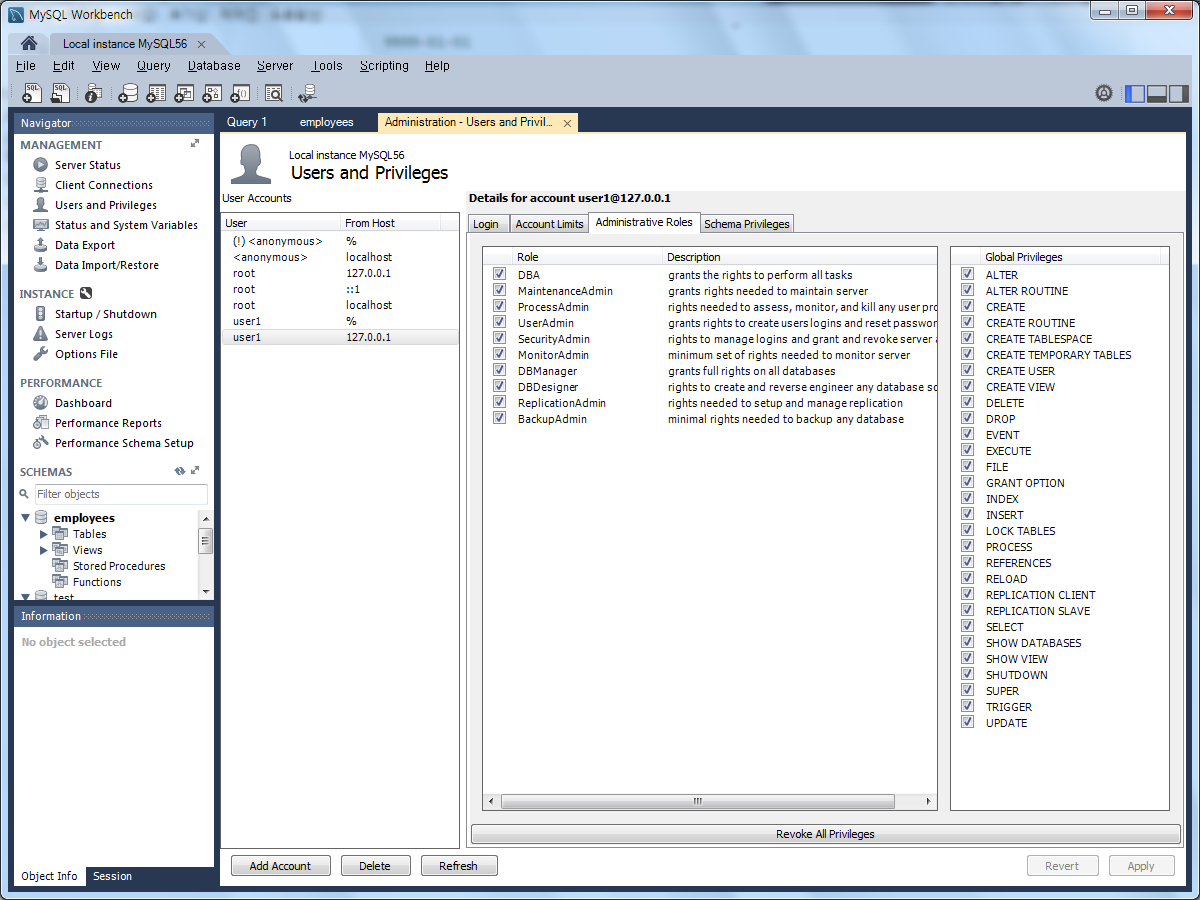 MySQL Workbench
Local instance MySQL56
File Edit View Query Database Server Tools Scripting Help
Navigator
MANAGEMENT
Server Status
Client Connections
Users and Privileges
Status and System Variables
Data Export
Data Import/Restore
INSTANCE
Startup / Shutdown
Server Logs
Options File
PERFORMANCE
Dashboard
Performance Reports
Performance Schema Setup
SCHEMAS
Filter objects
employees
Tables
Views
Stored Procedures
Functions
test
Information
No object selected
Object Info Session
Query 1 employees Administration - Users and Privil...
Local instance MySQL56
Users and Privileges
User Accounts
User From Host
(!) <anonymous> %
<anonymous> localhost
root 127.0.0.1
root ::1
root localhost
user1 %
user1 127.0.0.1
Add Account Delete Refresh
Details for account user1@127.0.0.1
Login Account Limits Administrative Roles Schema Privileges
Role Description
DBA grants the rights to perform all tasks
MaintenanceAdmin grants rights needed to maintain server
ProcessAdmin rights needed to assess, monitor, and kill any user pro
UserAdmin grants rights to create users logins and reset passwor
SecurityAdmin rights to manage logins and grant and revoke server
MonitorAdmin minimum set of rights needed to monitor server
DBManager grants full rights on all databases
DBDesigner rights to create and reverse engineer any database sc
ReplicationAdmin rights needed to setup and manage replication
BackupAdmin minimal rights needed to backup any database
Global Privileges
ALTER
ALTER ROUTINE
CREATE
CREATE ROUTINE
CREATE TABLESPACE
CREATE TEMPORARY TABLES
CREATE USER
CREATE VIEW
DELETE
DROP
EVENT
EXECUTE
FILE
GRANT OPTION
INDEX
INSERT
LOCK TABLES
PROCESS
REFERENCES
RELOAD
REPLICATION CLIENT
REPLICATION SLAVE
SELECT
SHOW DATABASES
SHOW VIEW
SHUTDOWN
SUPER
TRIGGER
UPDATE
Revoke All Privileges
Revert Apply